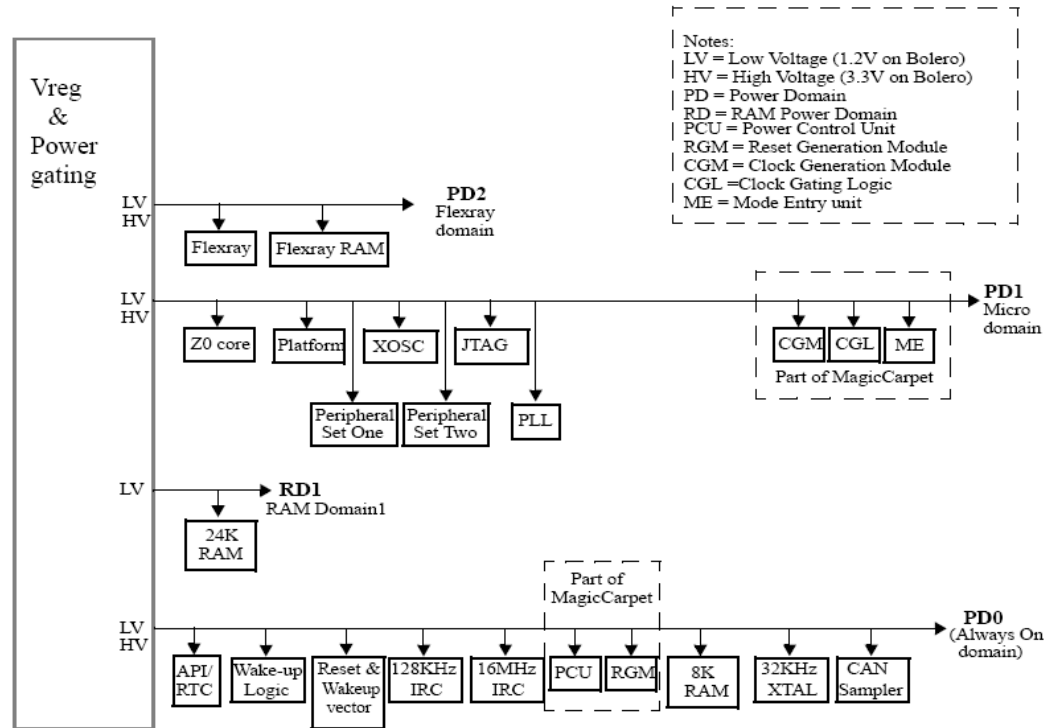 Notes:
LV = Low Voltage (1.2V on Bolero)
HV = High Voltage (3.3V on Bolero)
PD = Power Domain
RD = RAM Power Domain
PCU = Power Control Unit
RGM = Reset Generation Module
CGM = Clock Generation Module
CGL =Clock Gating Logic
ME = Mode Entry unit
Vreg
&
Power
gating
LV
HV
PD2
Flexray
domain
Flexray
Flexray RAM
LV
HV
PD1
Micro
domain
Z0 core
Platform
XOSC
JTAG
CGM
CGL
ME
Part of MagicCarpet
Peripheral
Set One
Peripheral
Set Two
PLL
LV
RD1
RAM Domain1
24K
RAM
Part of
MagicCarpet
LV
HV
PD0
(Always On
domain)
API/
RTC
Wake-up
Logic
Reset &
Wakeup
vector
128KHz
IRC
16MHz
IRC
PCU
RGM
8K
RAM
32KHz
XTAL
CAN
Sampler